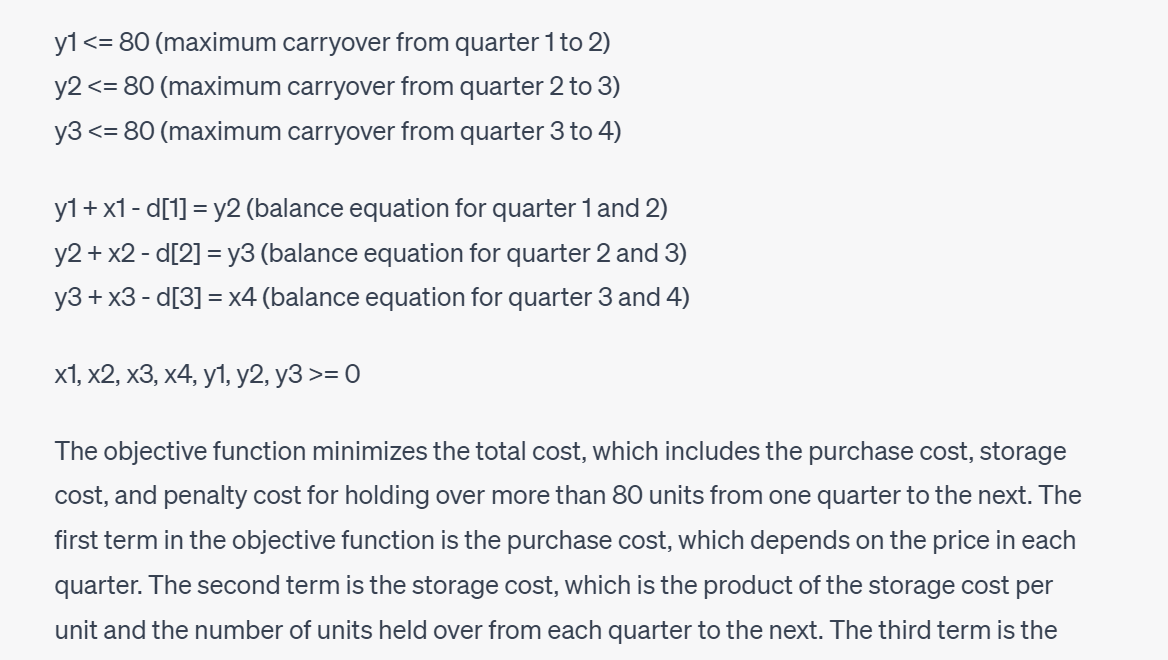 y1 <= 80 (maximum carryover from quarter 1 to 2)
y2 <= 80 (maximum carryover from quarter 2 to 3)
y3 <= 80 (maximum carryover from quarter 3 to 4)
y1 + x1 - d[1] = y2 (balance equation for quarter 1 and 2)
y2 + x2 - d[2] = y3 (balance equation for quarter 2 and 3)
y3 + x3 - d[3] = x4 (balance equation for quarter 3 and 4)
x1, x2, x3, x4, y1, y2, y3 >= 0
The objective function minimizes the total cost, which includes the purchase cost, storage
cost, and penalty cost for holding over more than 80 units from one quarter to the next. The
first term in the objective function is the purchase cost, which depends on the price in each
quarter. The second term is the storage cost, which is the product of the storage cost per
unit and the number of units held over from each quarter to the next. The third term is the